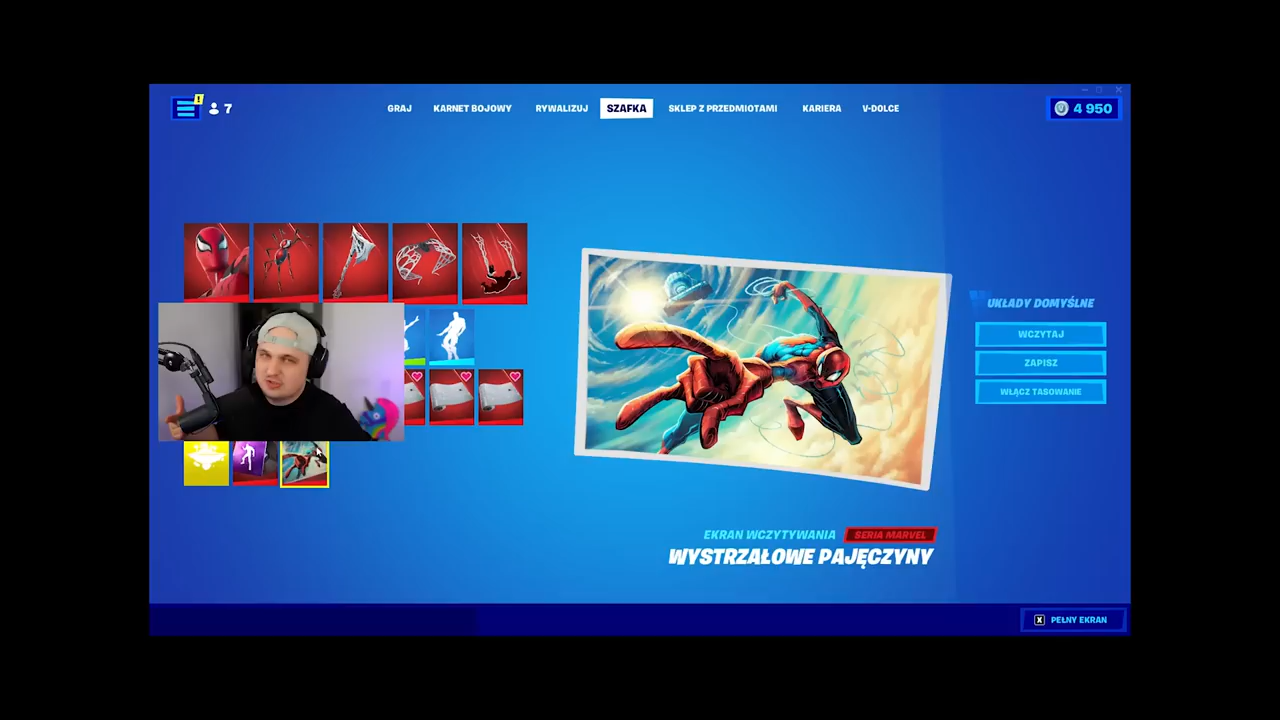 7
GRAJ
KARNET BOJOWY
RYWALIZUJ
SZAFKA
SKLEP Z PRZEDMIOTAMI
KARIERA
V-DOLCE
4 950
UKŁADY DOMYŚLNE
WCZYTAJ
ZAPISZ
WŁĄCZ TASOWANIE
EKRAN WCZYTYWANIA
SERIA MARVEL
WYSTRZAŁOWE PAJĘCZYNY
X PEŁNY EKRAN